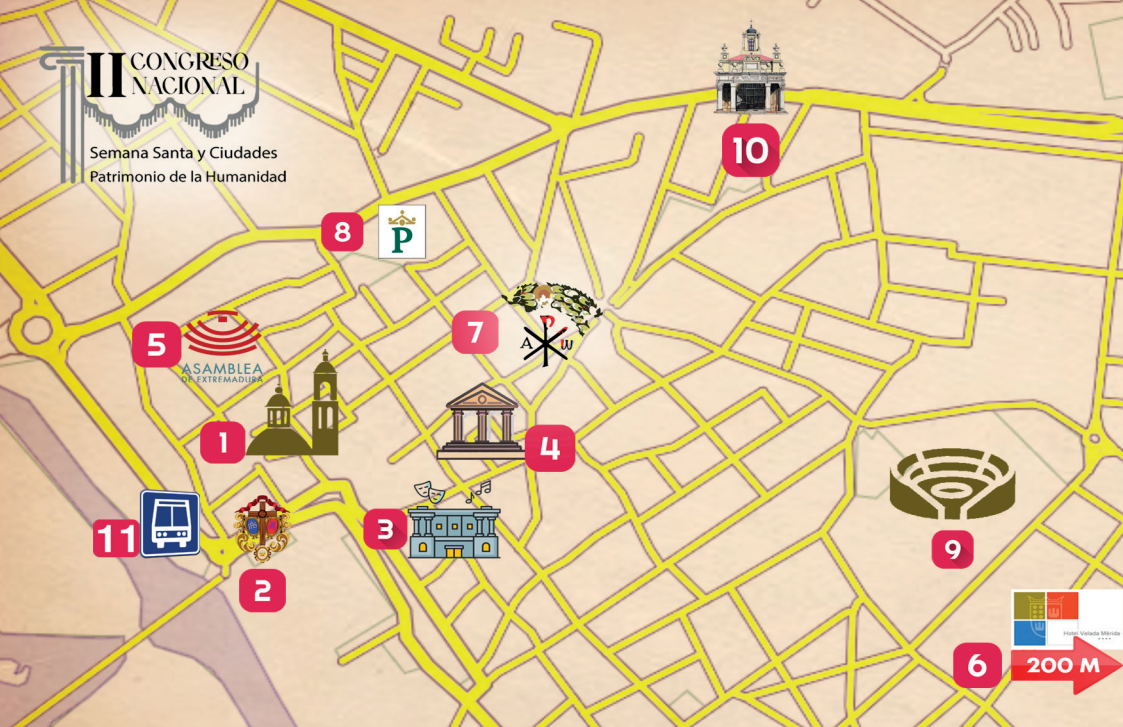 II CONGRESO
NACIONAL
Semana Santa y Ciudades
Patrimonio de la Humanidad
10
8
P
5
ASAMBLEA
DE EXTREMADURA
7
P
A W
1
4
11
3
2
9
Hotel Velada Mérida
6
200 M